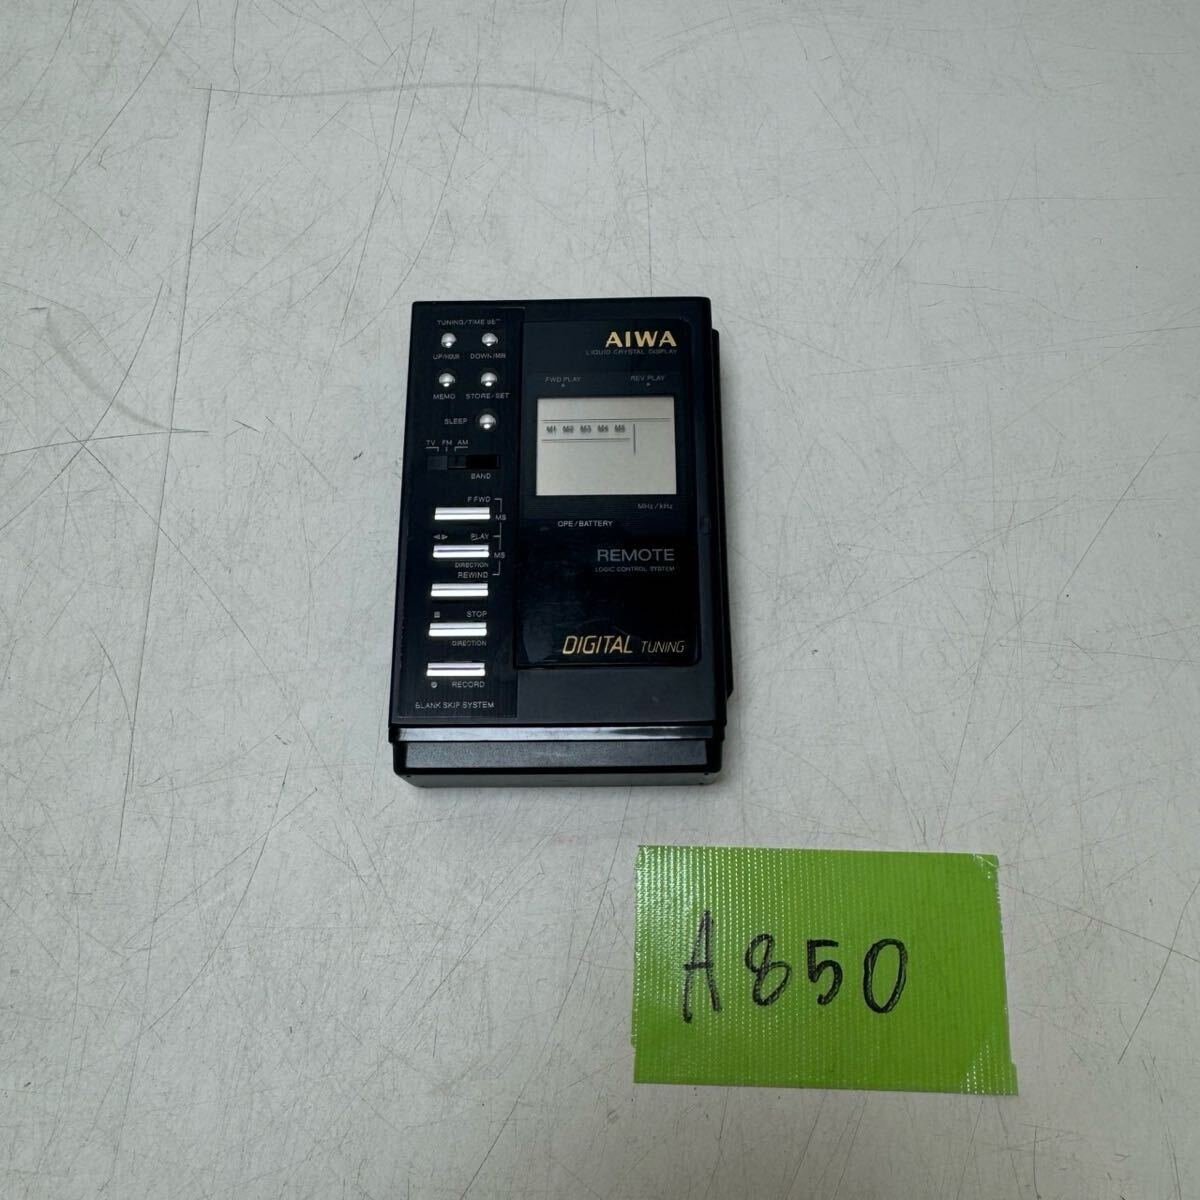 TUNING/TIME SET
UP/HOUR DOWN/MIN
MEMO STORE/SET
SLEEP
TV FM AM
BAND
F FWD
MS
PLAY
MS
DIRECTION
REWIND
STOP
DIRECTION
RECORD
BLANK SKIP SYSTEM
AIWA
LIQUID CRYSTAL DISPLAY
FWD PLAY REV PLAY
M1 M2 M3 M4 M5
MHz/kHz
OPE/BATTERY
REMOTE
LOGIC CONTROL SYSTEM
DIGITAL TUNING
A850